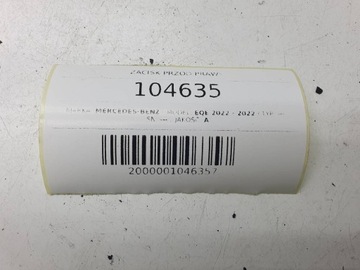 ZACISK PRZÓD PRAWY
104635
MERCEDES-BENZ EQE 2022 - 2022
JAKOŚĆ: A
2000001046357